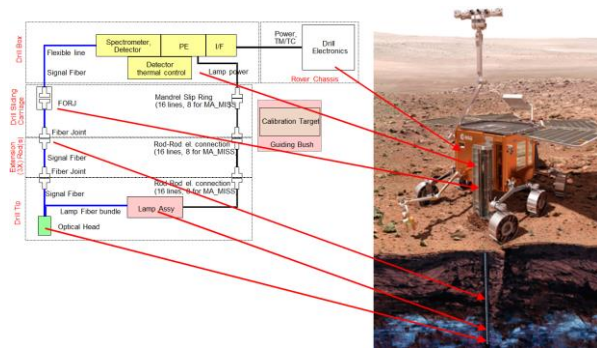 Drill Box
Flexible line
Signal Fiber
Spectrometer,
Detector
PE
I/F
Detector
thermal control
Lamp power
Power,
TM/TC
Drill
Electronics
Rover Chassis
Drill Sliding
Carriage
FORJ
Mandrel Slip Ring
(16 lines, 8 for MA_MISS)
Calibration Target
Guiding Bush
Fiber Joint
Extension
(3X) Rod(s)
Signal Fiber
Rod-Rod el. connection
(16 lines, 8 for MA_MISS)
Fiber Joint
Drill Tip
Signal Fiber
Rod-Rod el. connection
(16 lines, 8 for MA_MISS)
Lamp Fiber bundle
Lamp Assy
Optical Head